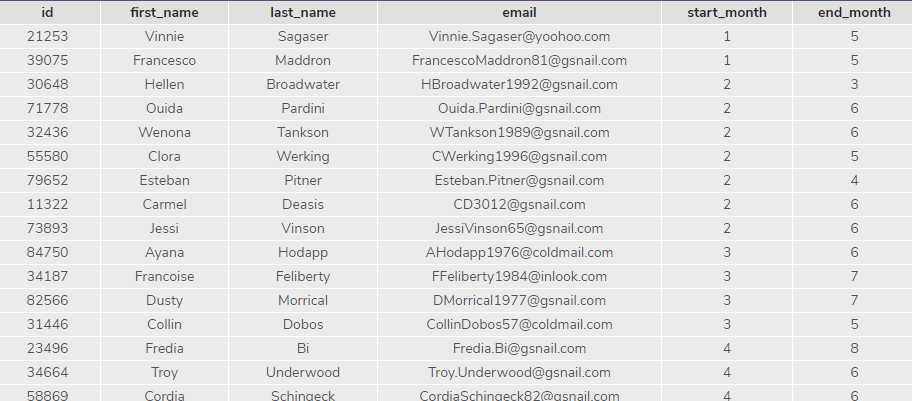 id first_name last_name email start_month end_month
21253 Vinnie Sagaser Vinnie.Sagaser@yoohoo.com 1 5
39075 Francesco Maddron FrancescoMaddron81@gsnail.com 1 5
30648 Hellen Broadwater HBroadwater1992@gsnail.com 2 3
71778 Ouida Pardini Ouida.Pardini@gsnail.com 2 6
32436 Wenona Tankson WTankson1989@gsnail.com 2 6
55580 Clora Werking CWerking1996@gsnail.com 2 5
79652 Esteban Pitner Esteban.Pitner@gsnail.com 2 4
11322 Carmel Deasis CD3012@gsnail.com 2 6
73893 Jessi Vinson JessiVinson65@gsnail.com 2 6
84750 Ayana Hodapp AHodapp1976@coldmail.com 3 6
34187 Francoise Feliberty FFeliberty1984@inlook.com 3 7
82566 Dusty Morrical DMorrical1977@gsnail.com 3 7
31446 Collin Dobos CollinDobos57@coldmail.com 3 5
23496 Fredia Bi Fredia.Bi@gsnail.com 4 8
34664 Troy Underwood Troy.Underwood@gsnail.com 4 6
58869 Cordia Schingeck CordiaSchingeck82@gsnail.com 4 6